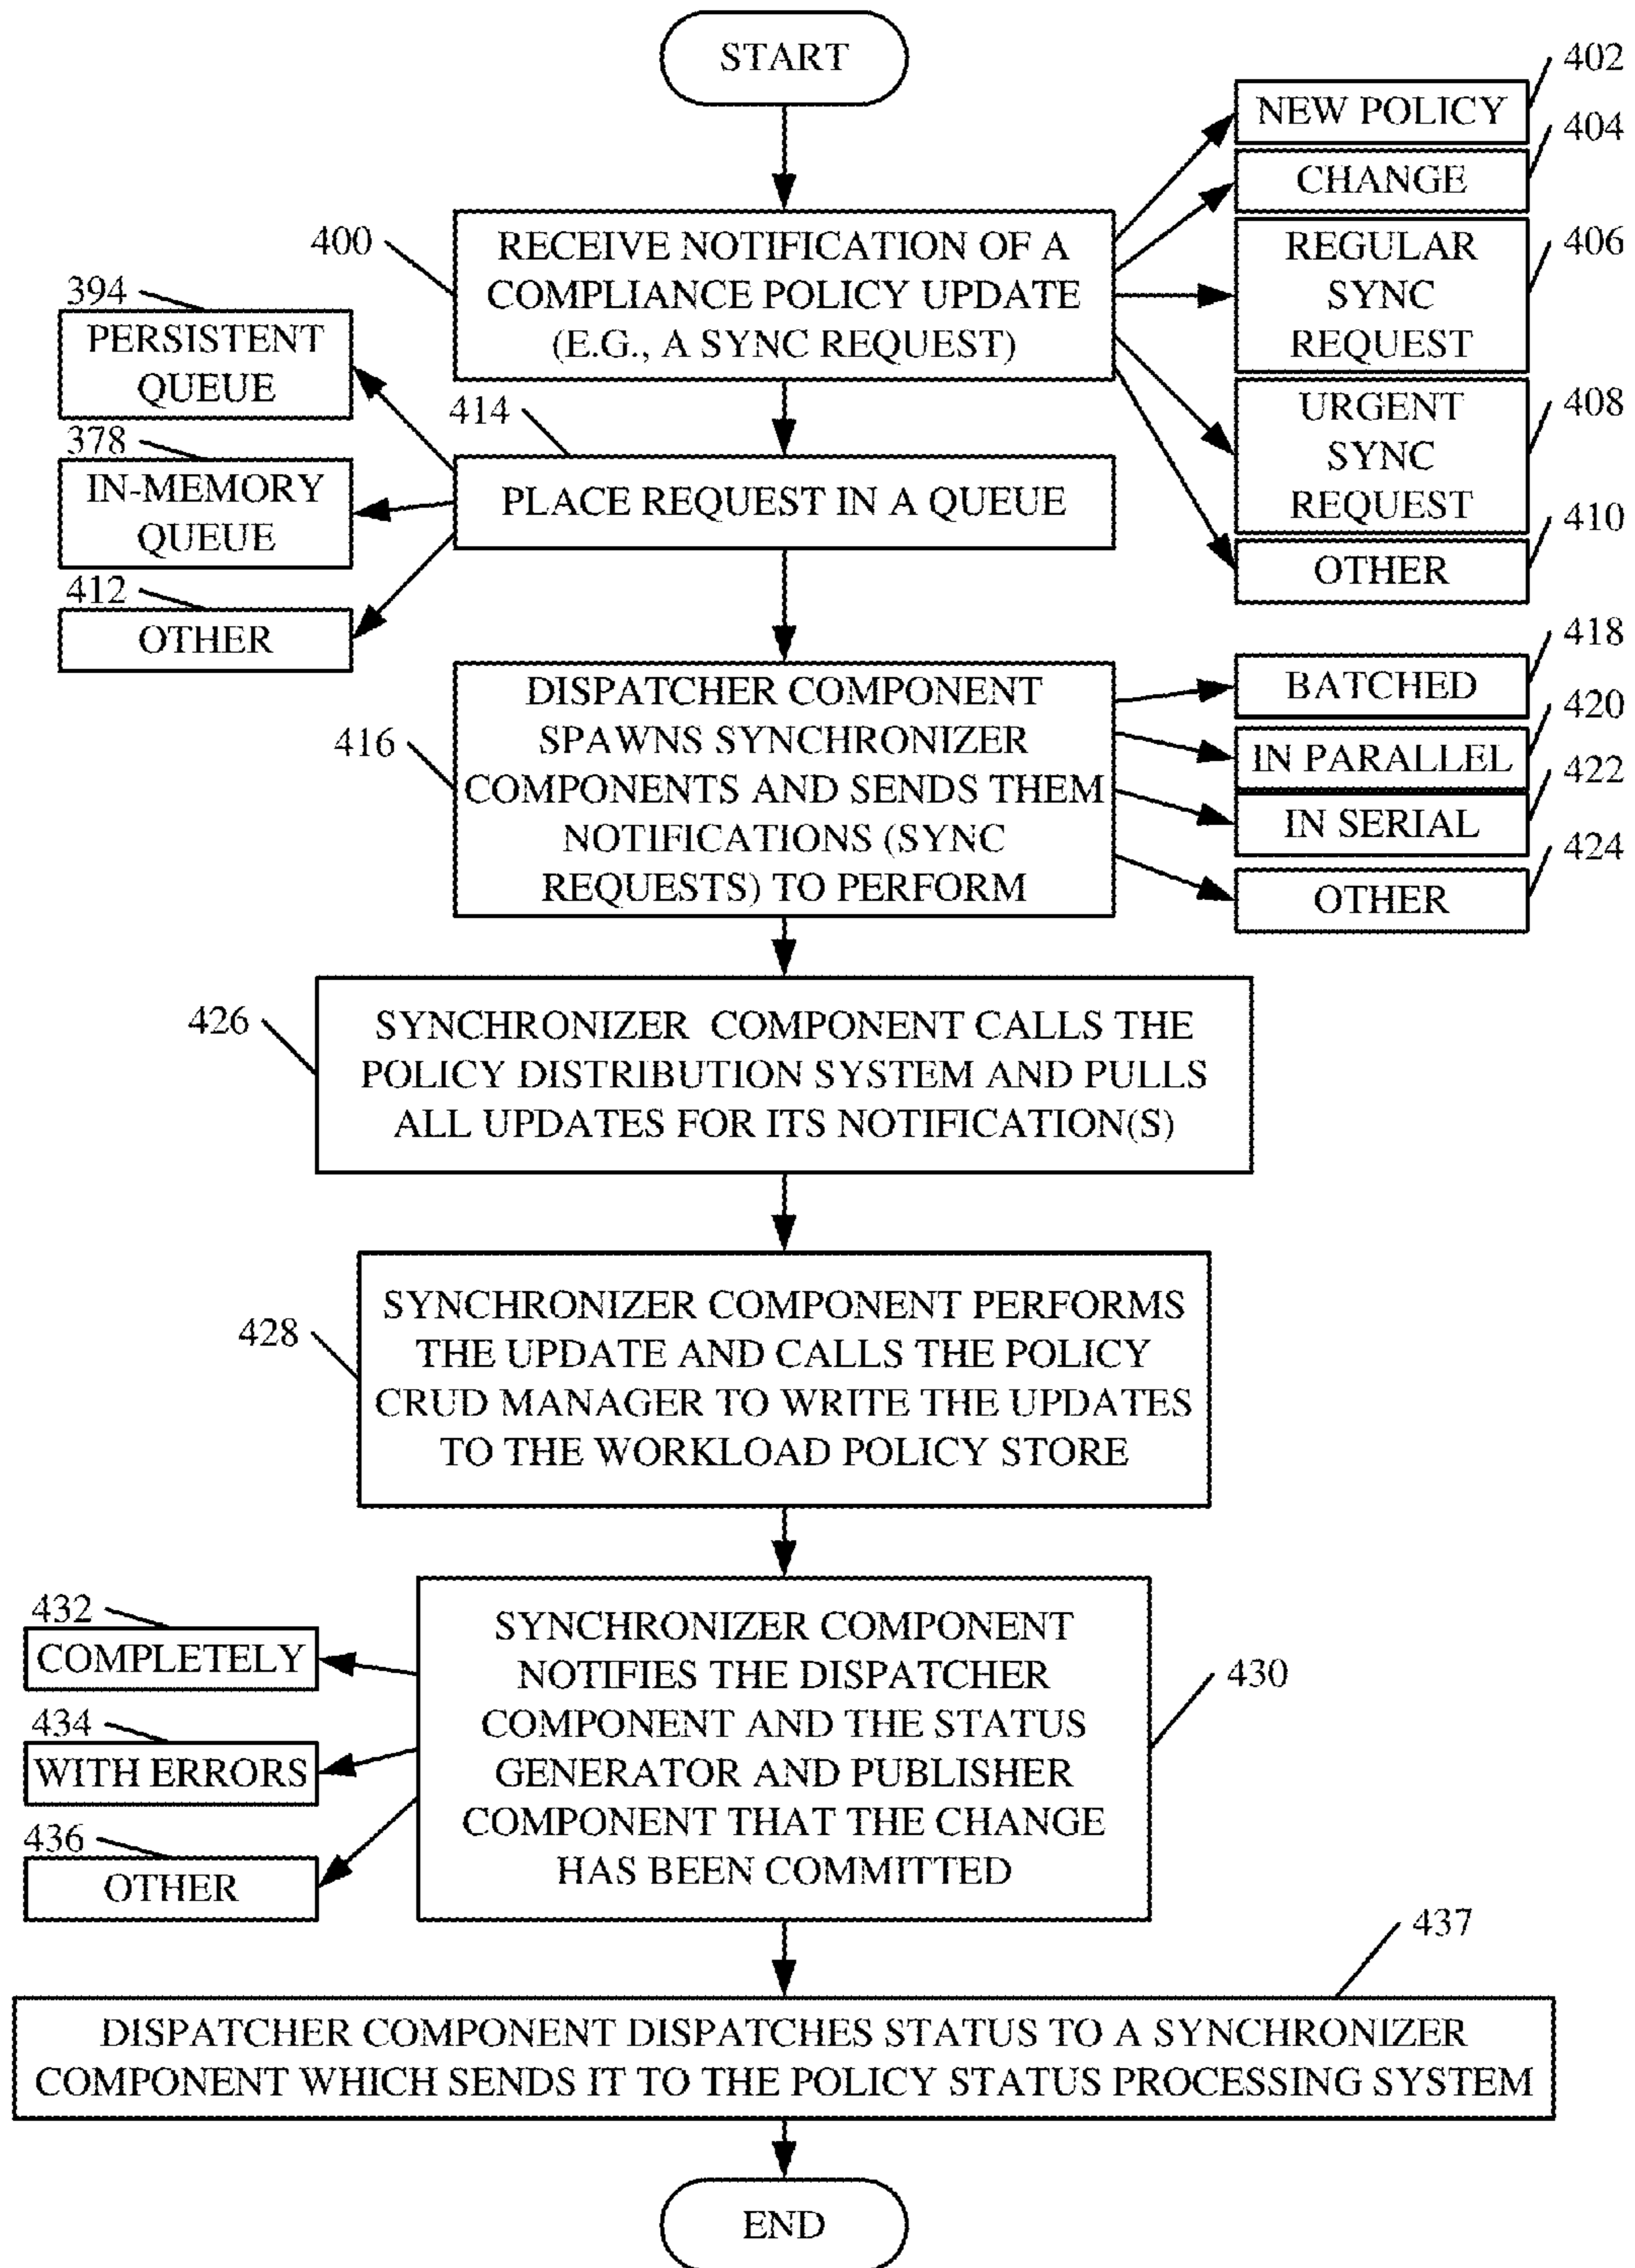 START
400
RECEIVE NOTIFICATION OF A
COMPLIANCE POLICY UPDATE
(E.G., A SYNC REQUEST)
402
NEW POLICY
404
CHANGE
406
REGULAR
SYNC
REQUEST
408
URGENT
SYNC
REQUEST
410
OTHER
394
PERSISTENT
QUEUE
378
IN-MEMORY
QUEUE
412
OTHER
414
PLACE REQUEST IN A QUEUE
416
DISPATCHER COMPONENT
SPAWNS SYNCHRONIZER
COMPONENTS AND SENDS THEM
NOTIFICATIONS (SYNC
REQUESTS) TO PERFORM
418
BATCHED
420
IN PARALLEL
422
IN SERIAL
424
OTHER
426
SYNCHRONIZER COMPONENT CALLS THE
POLICY DISTRIBUTION SYSTEM AND PULLS
ALL UPDATES FOR ITS NOTIFICATION(S)
428
SYNCHRONIZER COMPONENT PERFORMS
THE UPDATE AND CALLS THE POLICY
CRUD MANAGER TO WRITE THE UPDATES
TO THE WORKLOAD POLICY STORE
430
SYNCHRONIZER COMPONENT
NOTIFIES THE DISPATCHER
COMPONENT AND THE STATUS
GENERATOR AND PUBLISHER
COMPONENT THAT THE CHANGE
HAS BEEN COMMITTED
432
COMPLETELY
434
WITH ERRORS
436
OTHER
437
DISPATCHER COMPONENT DISPATCHES STATUS TO A SYNCHRONIZER
COMPONENT WHICH SENDS IT TO THE POLICY STATUS PROCESSING SYSTEM
END